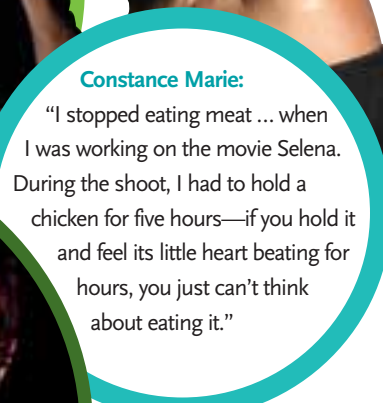 Constance Marie:
“I stopped eating meat … when
I was working on the movie Selena.
During the shoot, I had to hold a
chicken for five hours—if you hold it
and feel its little heart beating for
hours, you just can’t think
about eating it.”